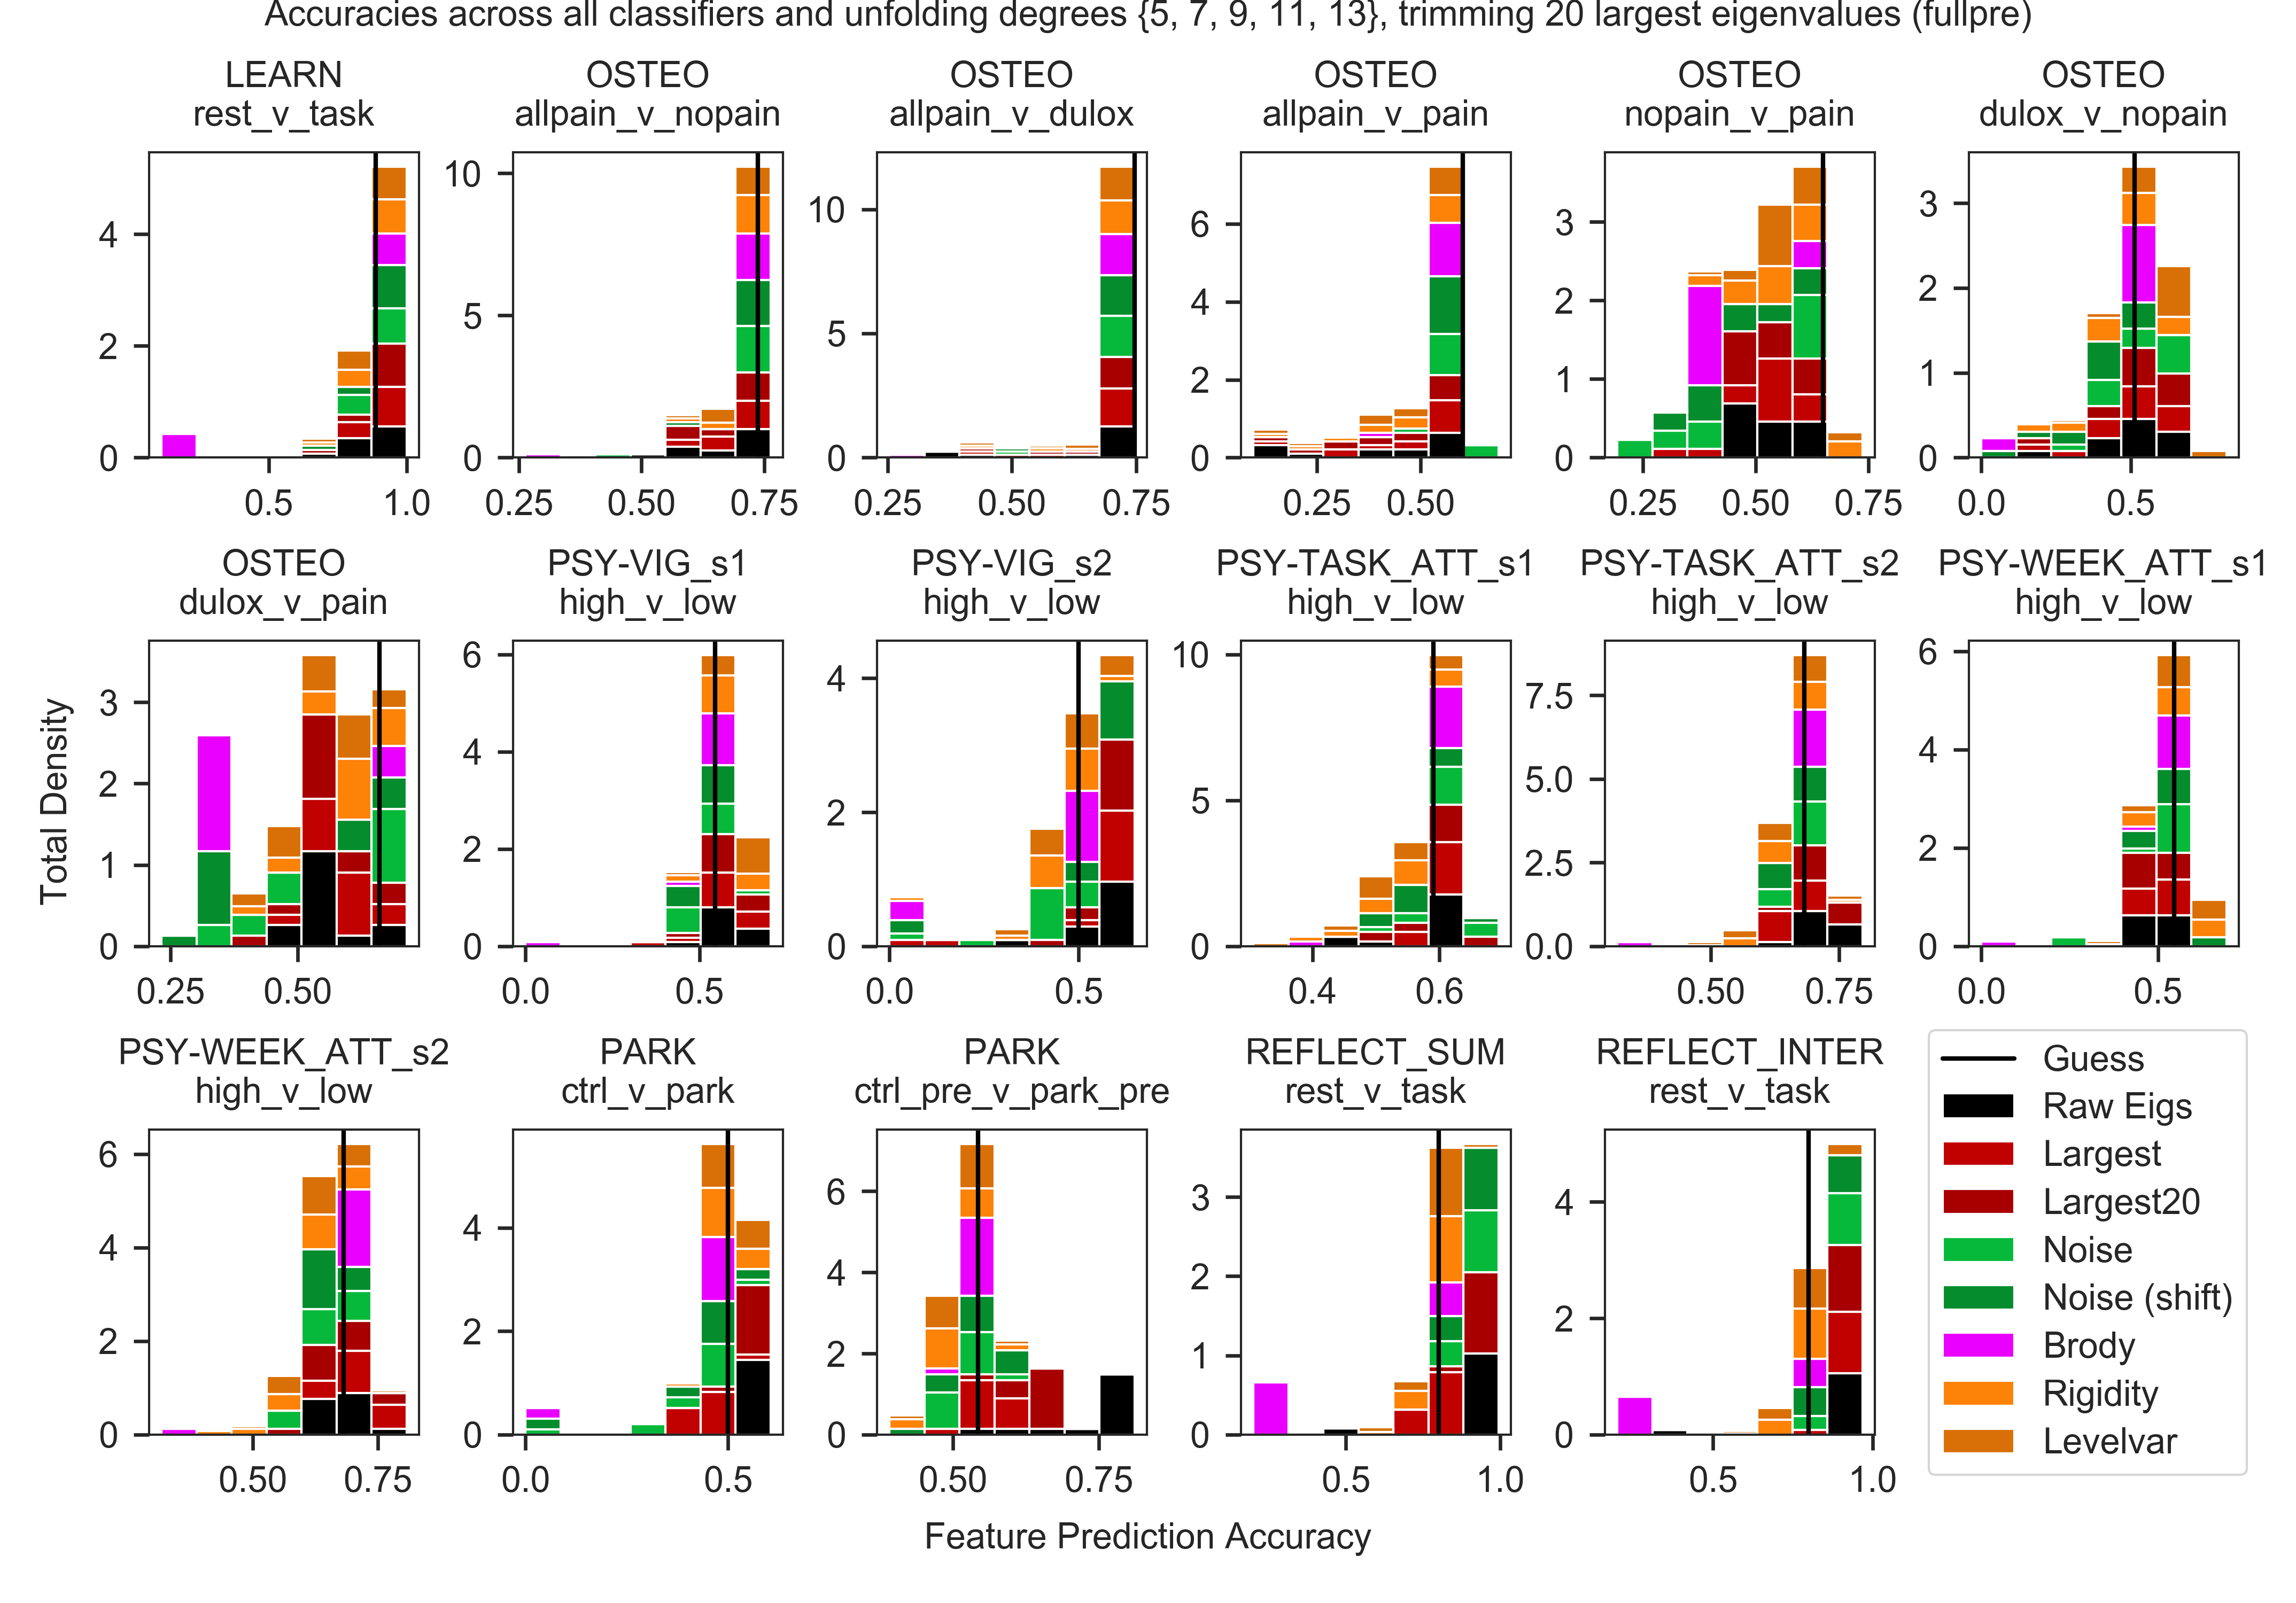 Accuracies across all classifiers and unfolding degrees {5, 7, 9, 11, 13}, trimming 20 largest eigenvalues (fullpre)
LEARN
rest_v_task
0
2
4
0.5
1.0
OSTEO
allpain_v_nopain
0
5
10
0.25
0.50
0.75
OSTEO
allpain_v_dulox
0
5
10
0.25
0.50
0.75
OSTEO
allpain_v_pain
0
2
4
6
0.25
0.50
OSTEO
nopain_v_pain
0
1
2
3
0.25
0.50
0.75
OSTEO
dulox_v_nopain
0
1
2
3
0.0
0.5
Total Density
OSTEO
dulox_v_pain
0
1
2
3
0.25
0.50
PSY-VIG_s1
high_v_low
0
2
4
6
0.0
0.5
PSY-VIG_s2
high_v_low
0
2
4
0.0
0.5
PSY-TASK_ATT_s1
high_v_low
0
5
10
0.4
0.6
PSY-TASK_ATT_s2
high_v_low
0.0
2.5
5.0
7.5
0.50
0.75
PSY-WEEK_ATT_s1
high_v_low
0
2
4
6
0.0
0.5
PSY-WEEK_ATT_s2
high_v_low
0
2
4
6
0.50
0.75
PARK
ctrl_v_park
0
2
4
0.0
0.5
PARK
ctrl_pre_v_park_pre
0
2
4
6
0.50
0.75
REFLECT_SUM
rest_v_task
0
1
2
3
0.5
1.0
REFLECT_INTER
rest_v_task
0
2
4
0.5
1.0
Guess
Raw Eigs
Largest
Largest20
Noise
Noise (shift)
Brody
Rigidity
Levelvar
Feature Prediction Accuracy